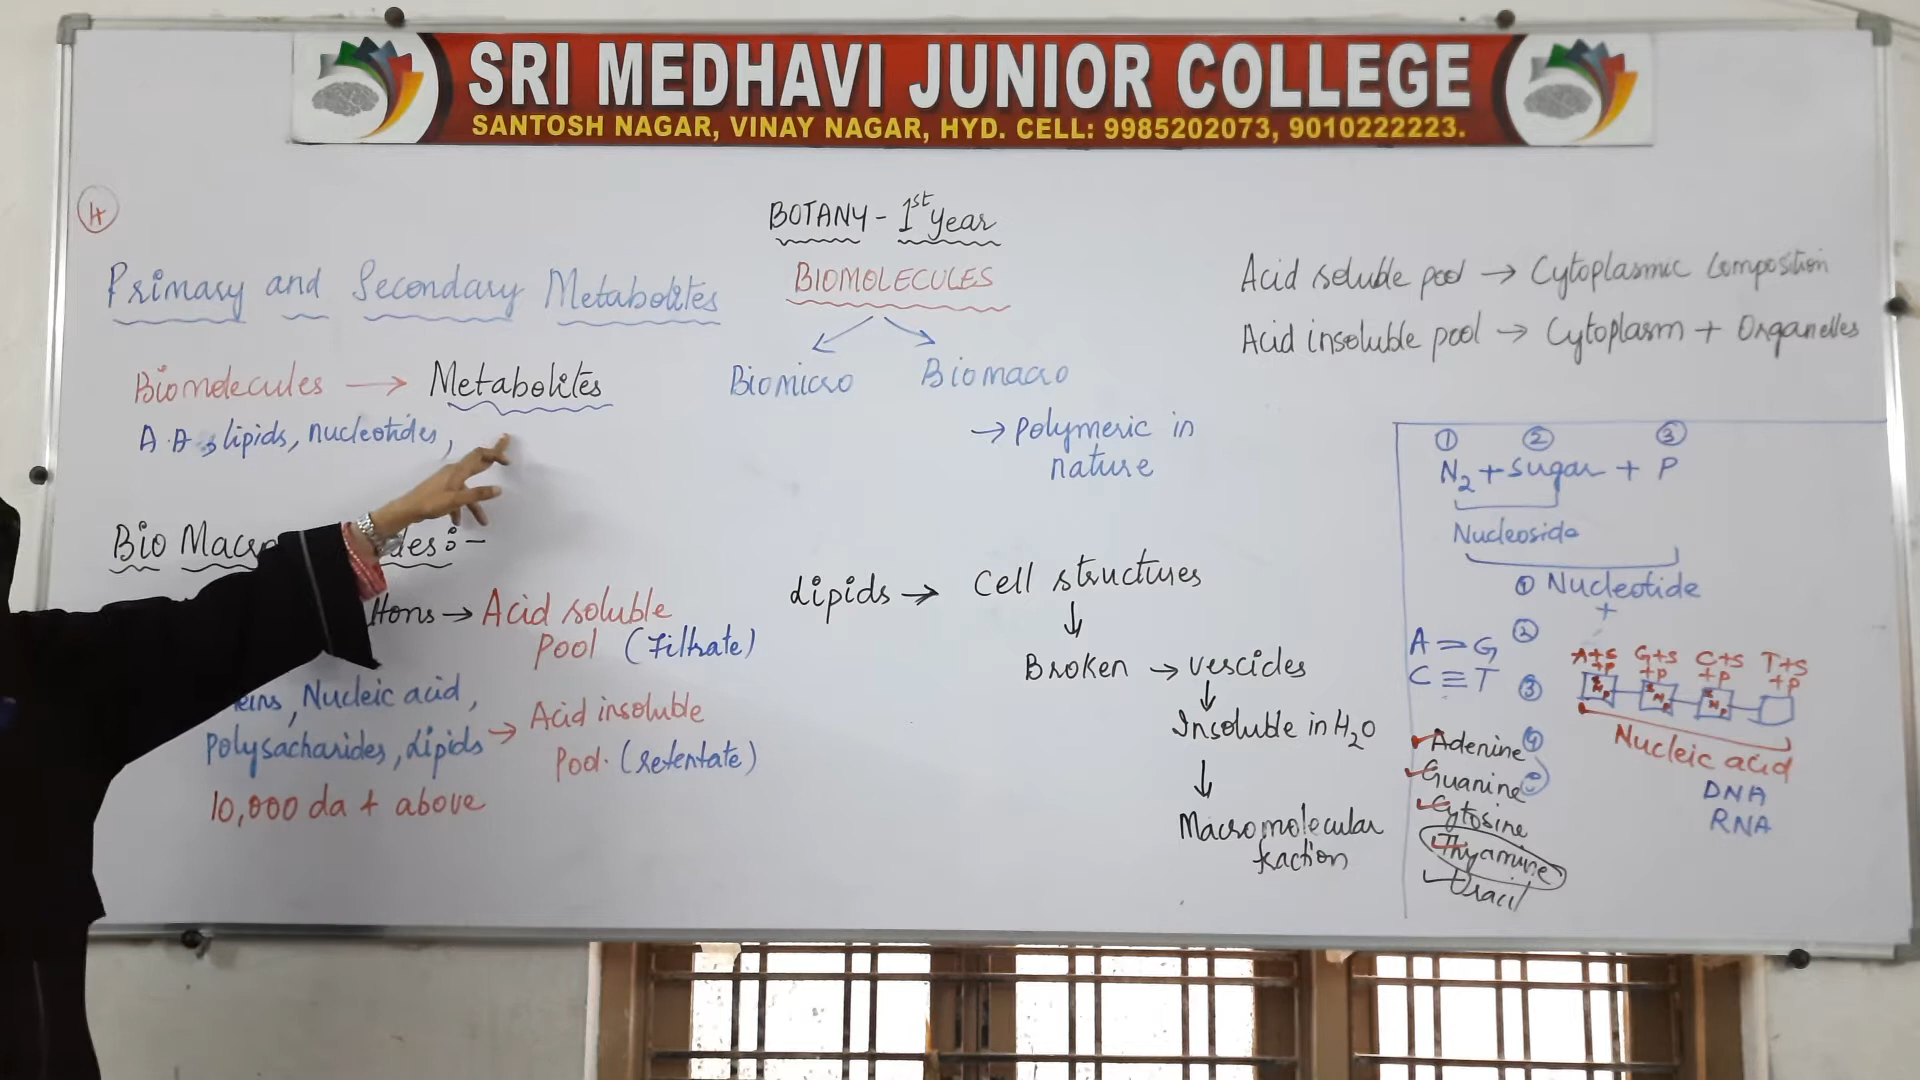 SRI MEDHAVI JUNIOR COLLEGE
SANTOSH NAGAR, VINAY NAGAR, HYD. CELL: 9985202073, 9010222223.
BOTANY - 1st Year
BIOMOLECULES
Biomicro
Biomacro
→ Polymeric in
nature
Primary and Secondary Metabolites
Biomolecules → Metabolites
A.A, lipids, nucleotides,
Bio
→ Acid soluble
Pool (Filtrate)
Nucleic acid,
Polysacharides, Lipids → Acid insoluble
Pool. (retentate)
10,000 da + above
Lipids → Cell structures
↓
Broken → vescicles
↓
Insoluble in H2O
↓
Macromolecular
fraction
Acid soluble pool → Cytoplasmic Composition
Acid insoluble pool → Cytoplasm + Organelles
① ② ③
N2 + Sugar + P
Nucleoside
① Nucleotide
+
A = G ②
C ≡ T ③
Adenine ④
Guanine
Cytosine
Thyamine
Uracil
A+S G+S C+S T+S
+P +P +P +P
Nucleic acid
DNA
RNA